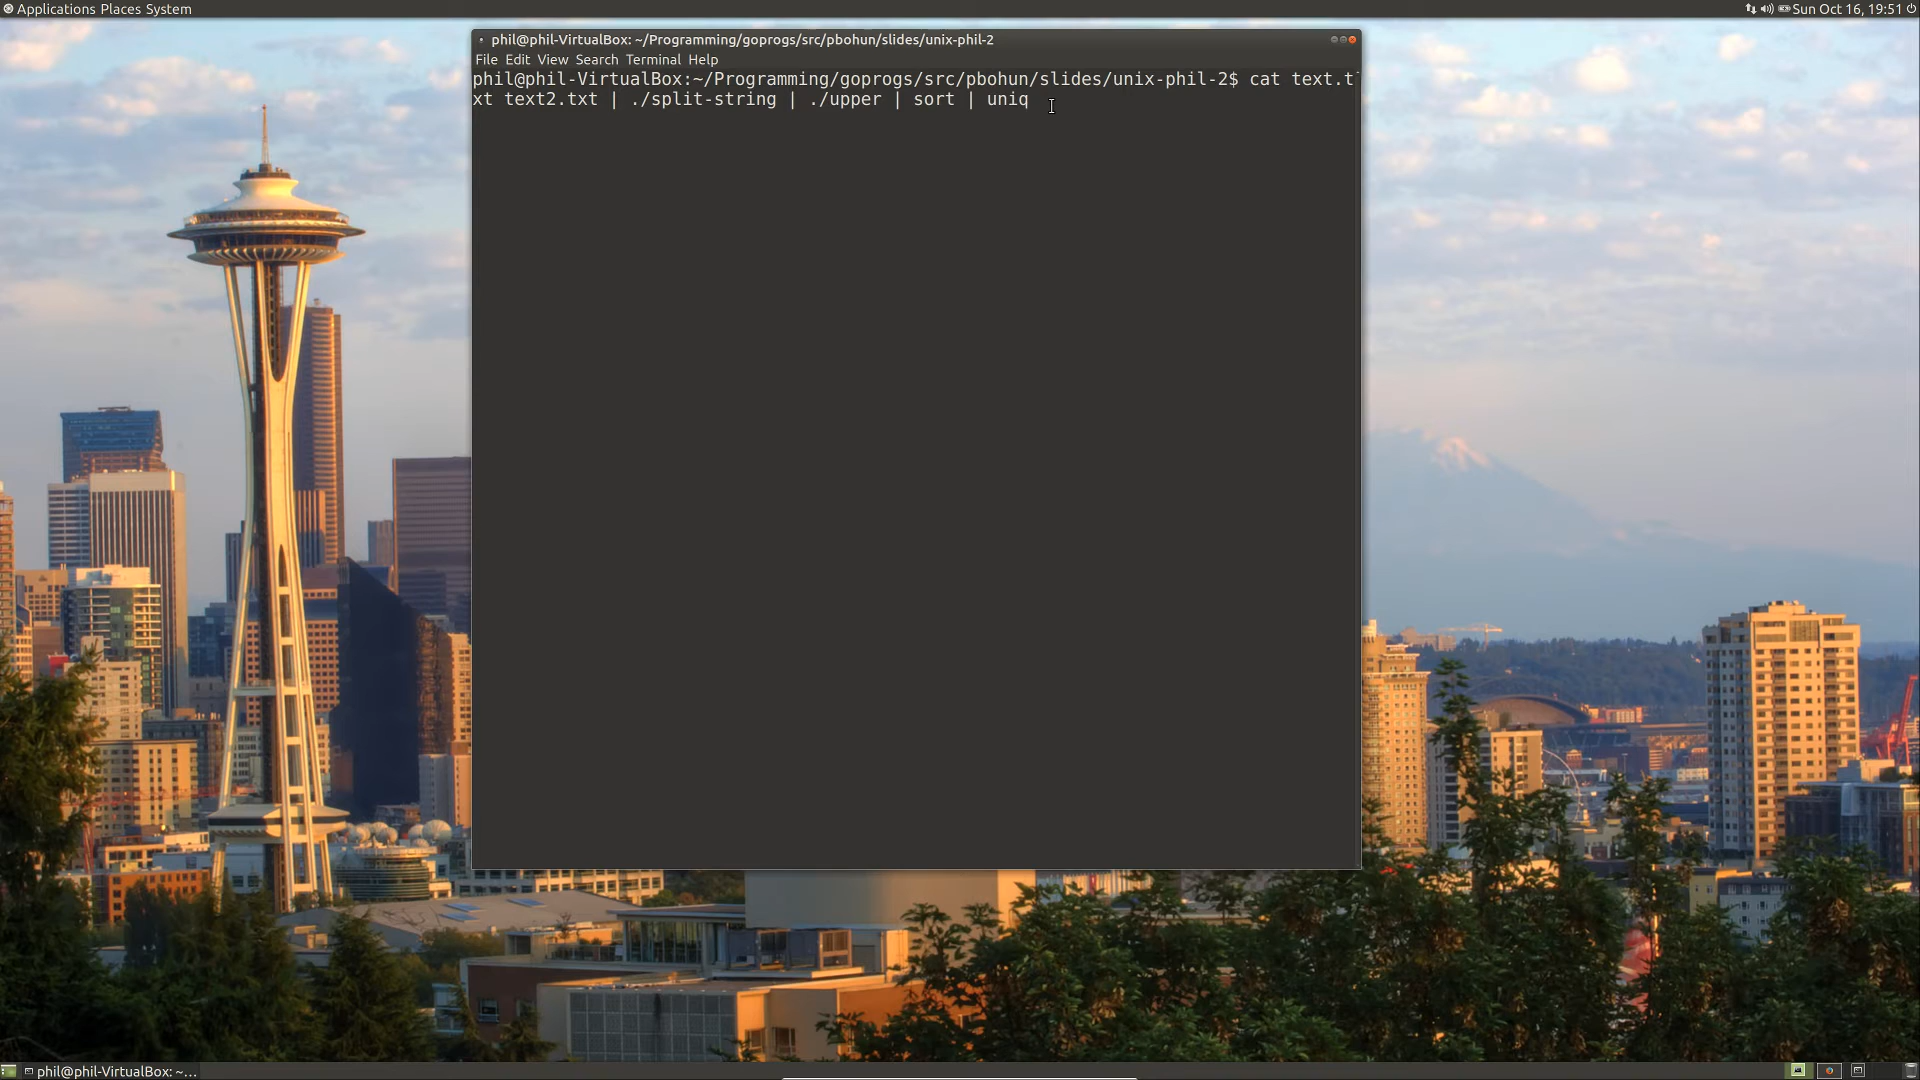 Applications Places System
Sun Oct 16, 19:51
phil@phil-VirtualBox: ~/Programming/goprogs/src/pbohun/slides/unix-phil-2
File Edit View Search Terminal Help
phil@phil-VirtualBox:~/Programming/goprogs/src/pbohun/slides/unix-phil-2$ cat text.t
xt text2.txt | ./split-string | ./upper | sort | uniq
phil@phil-VirtualBox: ~...